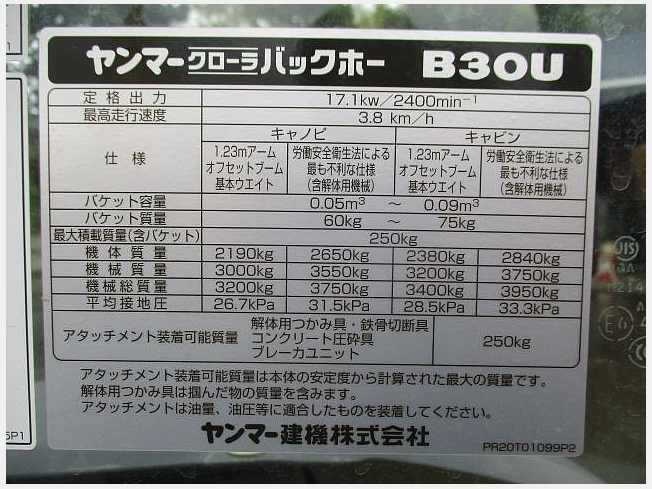 ヤンマークローラバックホー B30U
定格出力 17.1kw/2400min⁻¹
最高走行速度 3.8 km/h
仕様 キャノピ キャビン
1.23mアーム オフセットブーム 基本ウエイト
労働安全衛生法による 最も不利な仕様 (含解体用機械)
1.23mアーム オフセットブーム 基本ウエイト
労働安全衛生法による 最も不利な仕様 (含解体用機械)
バケット容量 0.05m³ ~ 0.09m³
バケット質量 60kg ~ 75kg
最大積載質量(含バケット) 250kg
機体質量 2190kg 2650kg 2380kg 2840kg
機械質量 3000kg 3550kg 3200kg 3750kg
機械総質量 3200kg 3750kg 3400kg 3950kg
平均接地圧 26.7kPa 31.5kPa 28.5kPa 33.3kPa
アタッチメント装着可能質量
解体用つかみ具・鉄骨切断具
コンクリート圧砕具
ブレーカユニット
250kg
アタッチメント装着可能質量は本体の安定度から計算された最大の質量です。
解体用つかみ具は掴んだ物の質量を含みます。
アタッチメントは油量、油圧等に適合したものを装着してください。
ヤンマー建機株式会社
PR20T01099P2
JIS